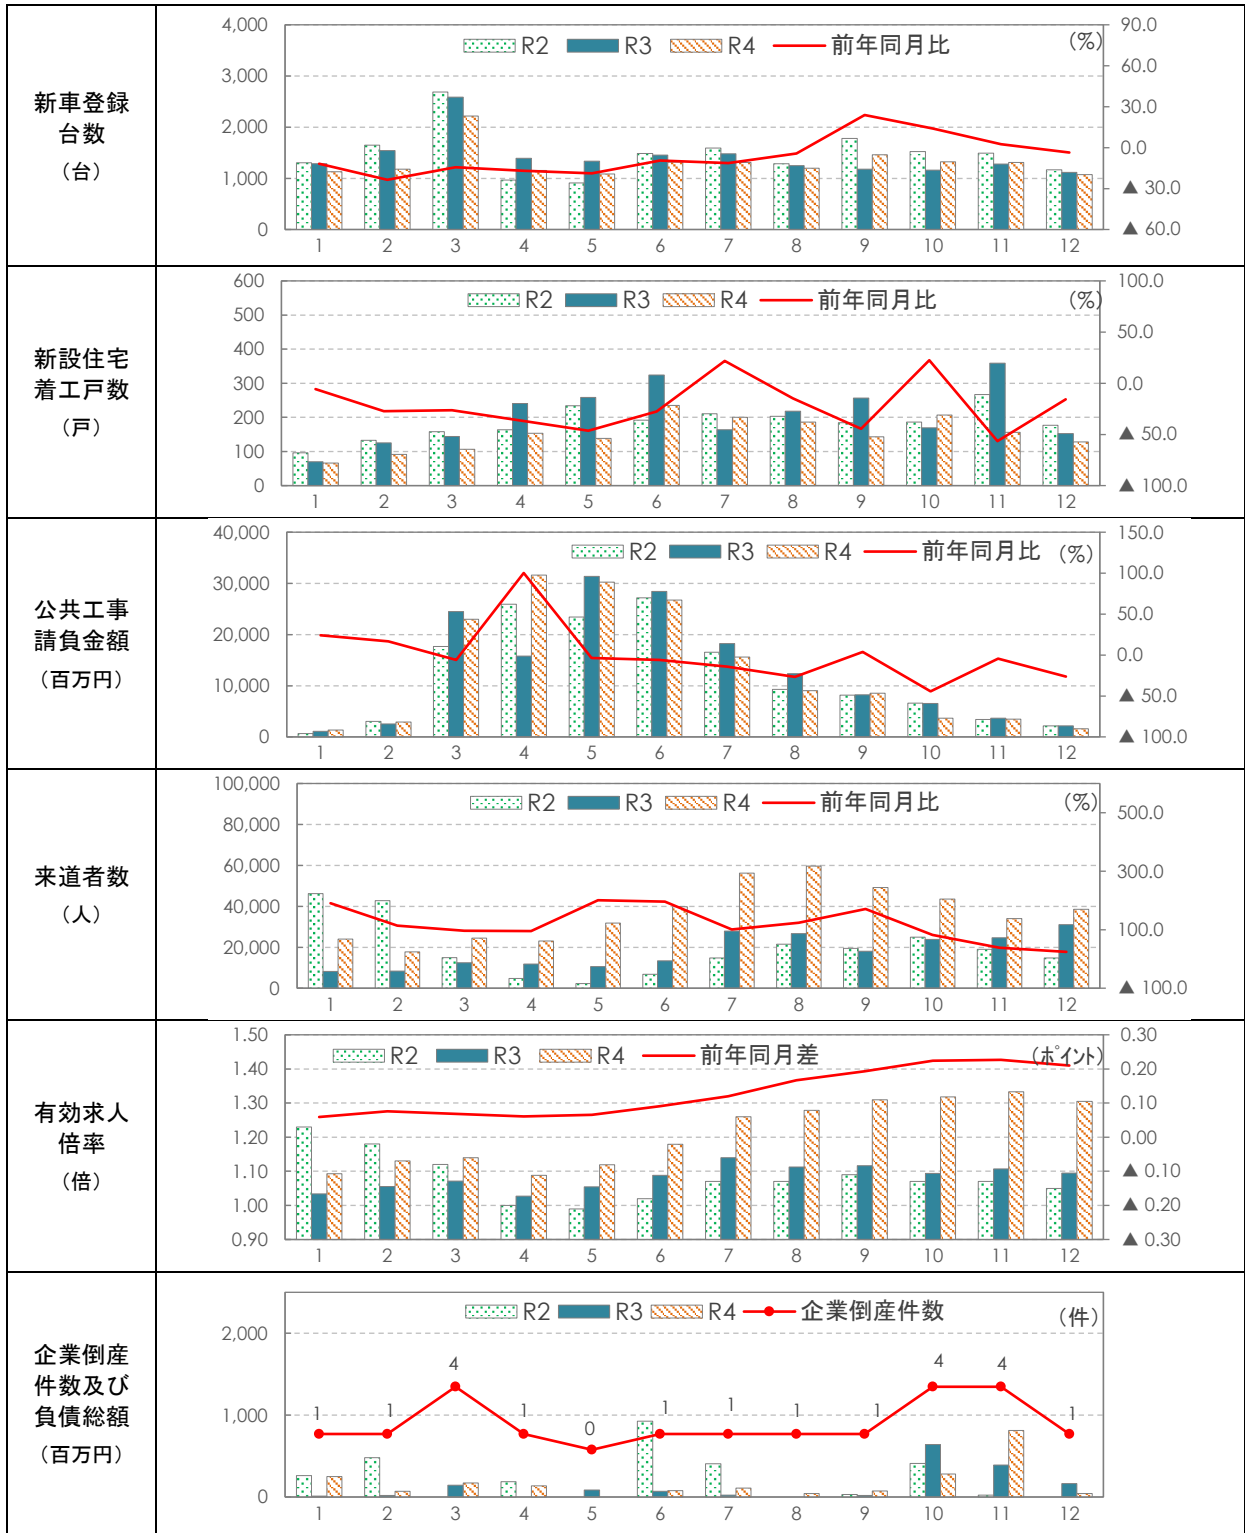 新車登録
台数
（台）
R2 R3 R4 前年同月比 (%)
4,000 90.0
3,000 60.0
2,000 30.0
1,000 0.0
0 ▲ 30.0
▲ 60.0
1 2 3 4 5 6 7 8 9 10 11 12
新設住宅
着工戸数
（戸）
R2 R3 R4 前年同月比 (%)
600 100.0
500 50.0
400 0.0
300 ▲ 50.0
200 ▲ 100.0
100
0
1 2 3 4 5 6 7 8 9 10 11 12
公共工事
請負金額
（百万円）
R2 R3 R4 前年同月比 (%)
40,000 150.0
30,000 100.0
20,000 50.0
10,000 0.0
0 ▲ 50.0
▲ 100.0
1 2 3 4 5 6 7 8 9 10 11 12
来道者数
（人）
R2 R3 R4 前年同月比 (%)
100,000 500.0
80,000 300.0
60,000 100.0
40,000 ▲ 100.0
20,000
0
1 2 3 4 5 6 7 8 9 10 11 12
有効求人
倍率
（倍）
R2 R3 R4 前年同月差 (ﾎﾟｲﾝﾄ)
1.50 0.30
1.40 0.20
1.30 0.10
1.20 0.00
1.10 ▲ 0.10
1.00 ▲ 0.20
0.90 ▲ 0.30
1 2 3 4 5 6 7 8 9 10 11 12
企業倒産
件数及び
負債総額
（百万円）
R2 R3 R4 企業倒産件数 (件)
2,000
1,000
0
1 1 4 1 0 1 1 1 1 4 4 1
1 2 3 4 5 6 7 8 9 10 11 12